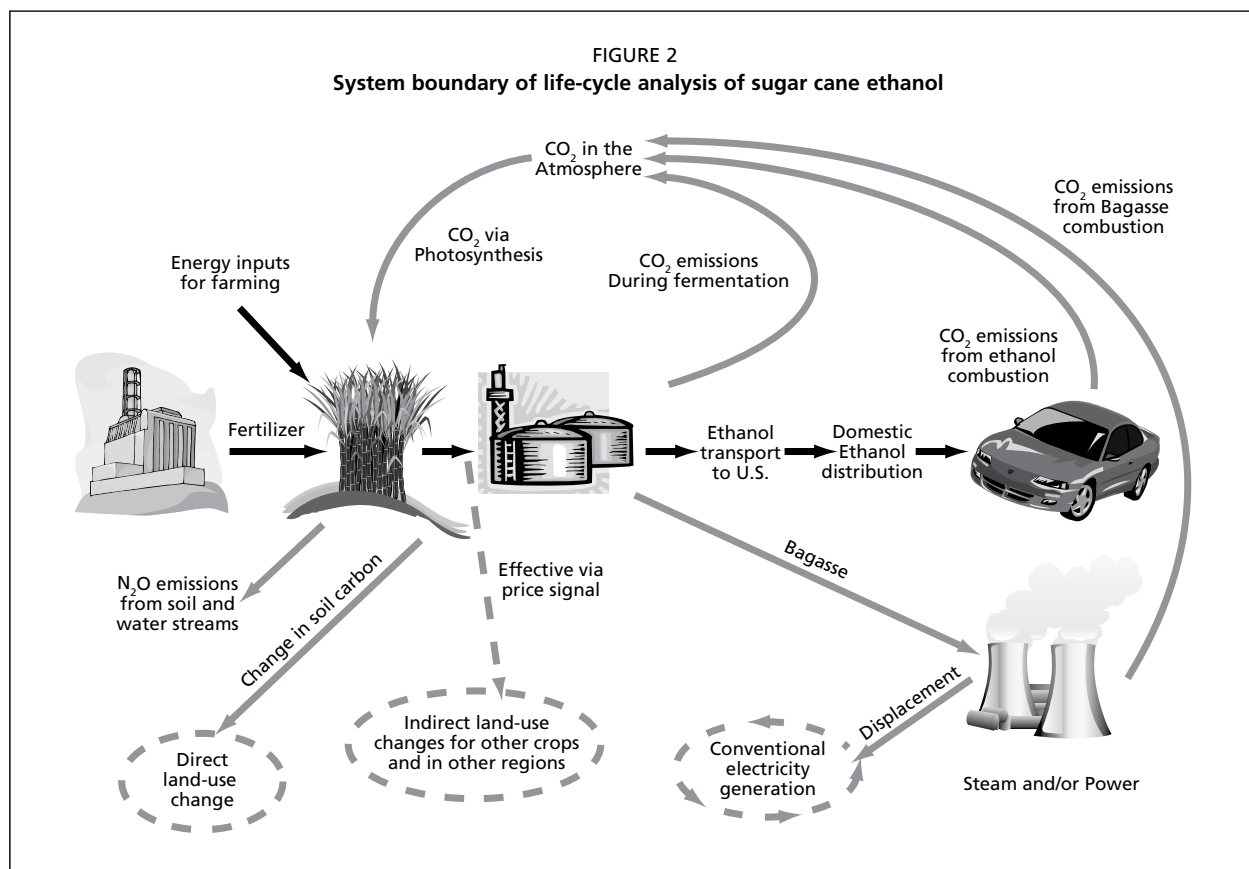 FIGURE 2
System boundary of life-cycle analysis of sugar cane ethanol
CO₂ in the
Atmosphere
CO₂ emissions
from Bagasse
combustion
CO₂ via
Photosynthesis
Energy inputs
for farming
CO₂ emissions
During fermentation
CO₂ emissions
from ethanol
combustion
Fertilizer
Ethanol
transport
to U.S.
Domestic
Ethanol
distribution
N₂O emissions
from soil and
water streams
Change in soil carbon
Effective via
price signal
Bagasse
Displacement
Direct
land-use
change
Indirect land-use
changes for other crops
and in other regions
Conventional
electricity
generation
Steam and/or Power